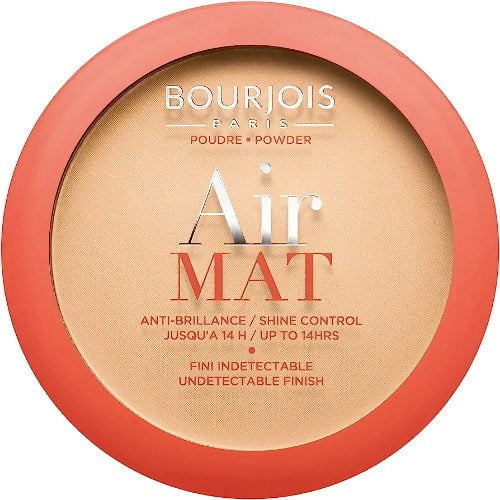 BOURJOIS
PARIS
POUDRE ▪ POWDER
Air
MAT
ANTI-BRILLANCE / SHINE CONTROL
JUSQU'A 14 H / UP TO 14HRS
•
FINI INDETECTABLE
UNDETECTABLE FINISH